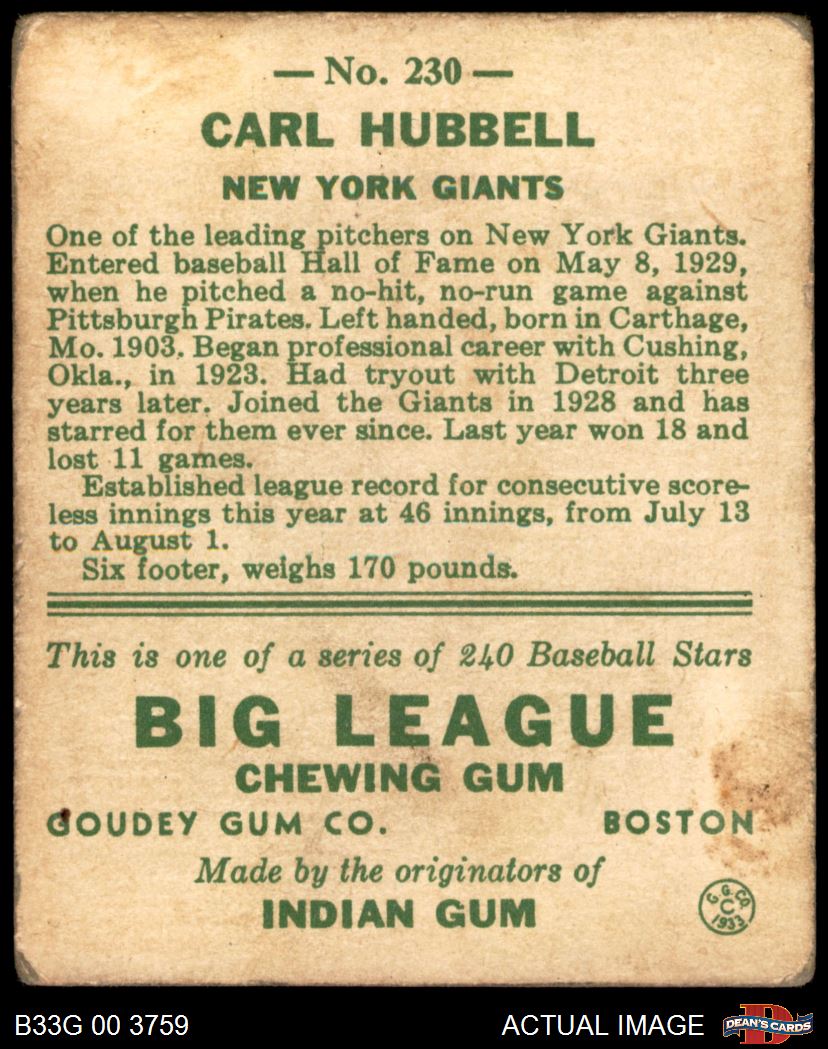 — No. 230 —
CARL HUBBELL
NEW YORK GIANTS
One of the leading pitchers on New York Giants.
Entered baseball Hall of Fame on May 8, 1929,
when he pitched a no-hit, no-run game against
Pittsburgh Pirates. Left handed, born in Carthage,
Mo. 1903. Began professional career with Cushing,
Okla., in 1923. Had tryout with Detroit three
years later. Joined the Giants in 1928 and has
starred for them ever since. Last year won 18 and
lost 11 games.
Established league record for consecutive score-
less innings this year at 46 innings, from July 13
to August 1.
Six footer, weighs 170 pounds.
This is one of a series of 240 Baseball Stars
BIG LEAGUE
CHEWING GUM
GOUDEY GUM CO. BOSTON
Made by the originators of
INDIAN GUM
G. G. CO.
C
1933
B33G 00 3759 ACTUAL IMAGE D DEAN'S CARDS